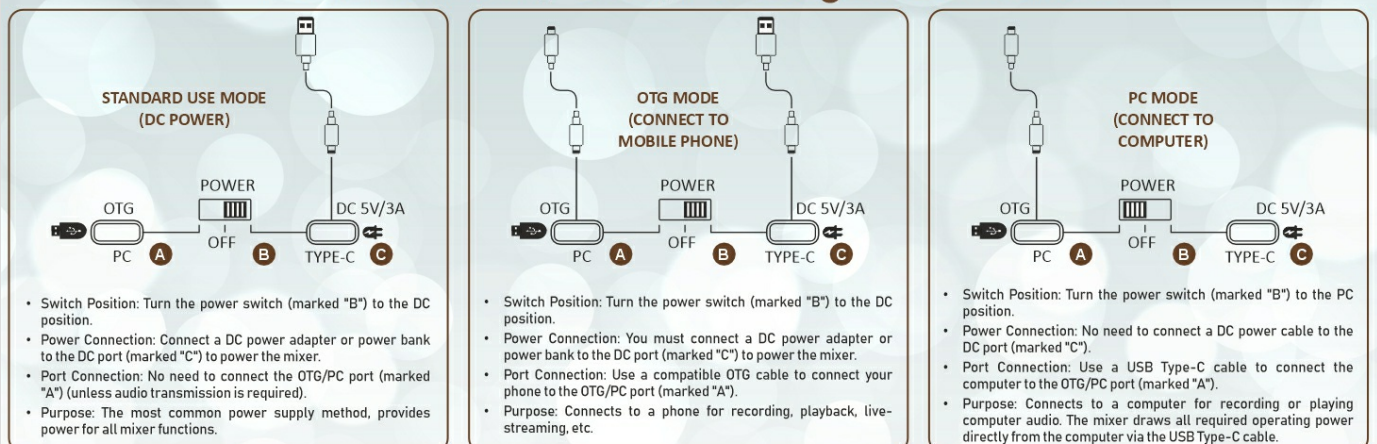 STANDARD USE MODE
(DC POWER)
POWER
OTG
DC 5V/3A
OFF
PC
A
B
TYPE-C
C
• Switch Position: Turn the power switch (marked "B") to the DC
position.
• Power Connection: Connect a DC power adapter or power bank
to the DC port (marked "C") to power the mixer.
• Port Connection: No need to connect the OTG/PC port (marked
"A") (unless audio transmission is required).
• Purpose: The most common power supply method, provides
power for all mixer functions.
OTG MODE
(CONNECT TO
MOBILE PHONE)
POWER
OTG
DC 5V/3A
OFF
PC
A
B
TYPE-C
C
• Switch Position: Turn the power switch (marked "B") to the DC
position.
• Power Connection: You must connect a DC power adapter or
power bank to the DC port (marked "C") to power the mixer.
• Port Connection: Use a compatible OTG cable to connect your
phone to the OTG/PC port (marked "A").
• Purpose: Connects to a phone for recording, playback, live-
streaming, etc.
PC MODE
(CONNECT TO
COMPUTER)
POWER
OTG
DC 5V/3A
OFF
PC
A
B
TYPE-C
C
• Switch Position: Turn the power switch (marked "B") to the PC
position.
• Power Connection: No need to connect a DC power cable to the
DC port (marked "C").
• Port Connection: Use a USB Type-C cable to connect the
computer to the OTG/PC port (marked "A").
• Purpose: Connects to a computer for recording or playing
computer audio. The mixer draws all required operating power
directly from the computer via the USB Type-C cable.